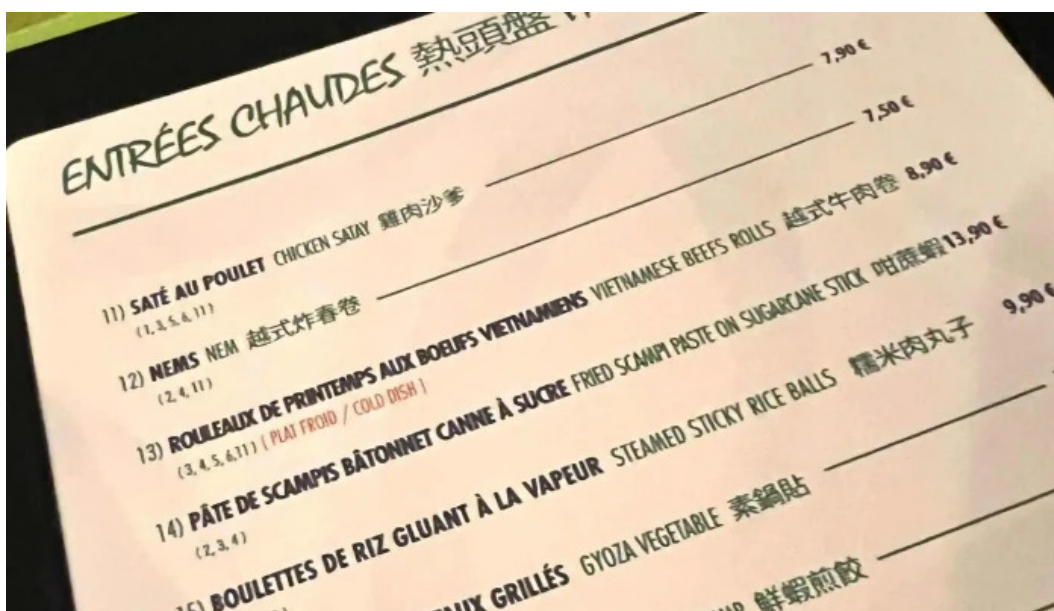 ENTRÉES CHAUDES 熱頭盤
11) SATÉ AU POULET CHICKEN SATAY 雞肉沙爹 7,90 €
(1,3,5,6,11)
12) NEMS NEM 越式炸春卷 7,50 €
(2,4,11)
13) ROULEAUX DE PRINTEMPS AUX BOEUFS VIETNAMIENS VIETNAMESE BEEFS ROLLS 越式牛肉卷 8,90 €
(3,4,5,6,11) ( PLAT FROID / COLD DISH )
14) PÂTE DE SCAMPIS BÂTONNET CANNE À SUCRE FRIED SCAMPI PASTE ON SUGARCANE STICK 咁蔗蝦 13,90 €
(2,3,4)
15) BOULETTES DE RIZ GLUANT À LA VAPEUR STEAMED STICKY RICE BALLS 糯米肉丸子 9,90 €
GRILLÉS GYOZA VEGETABLE 素鍋貼
鮮蝦煎餃